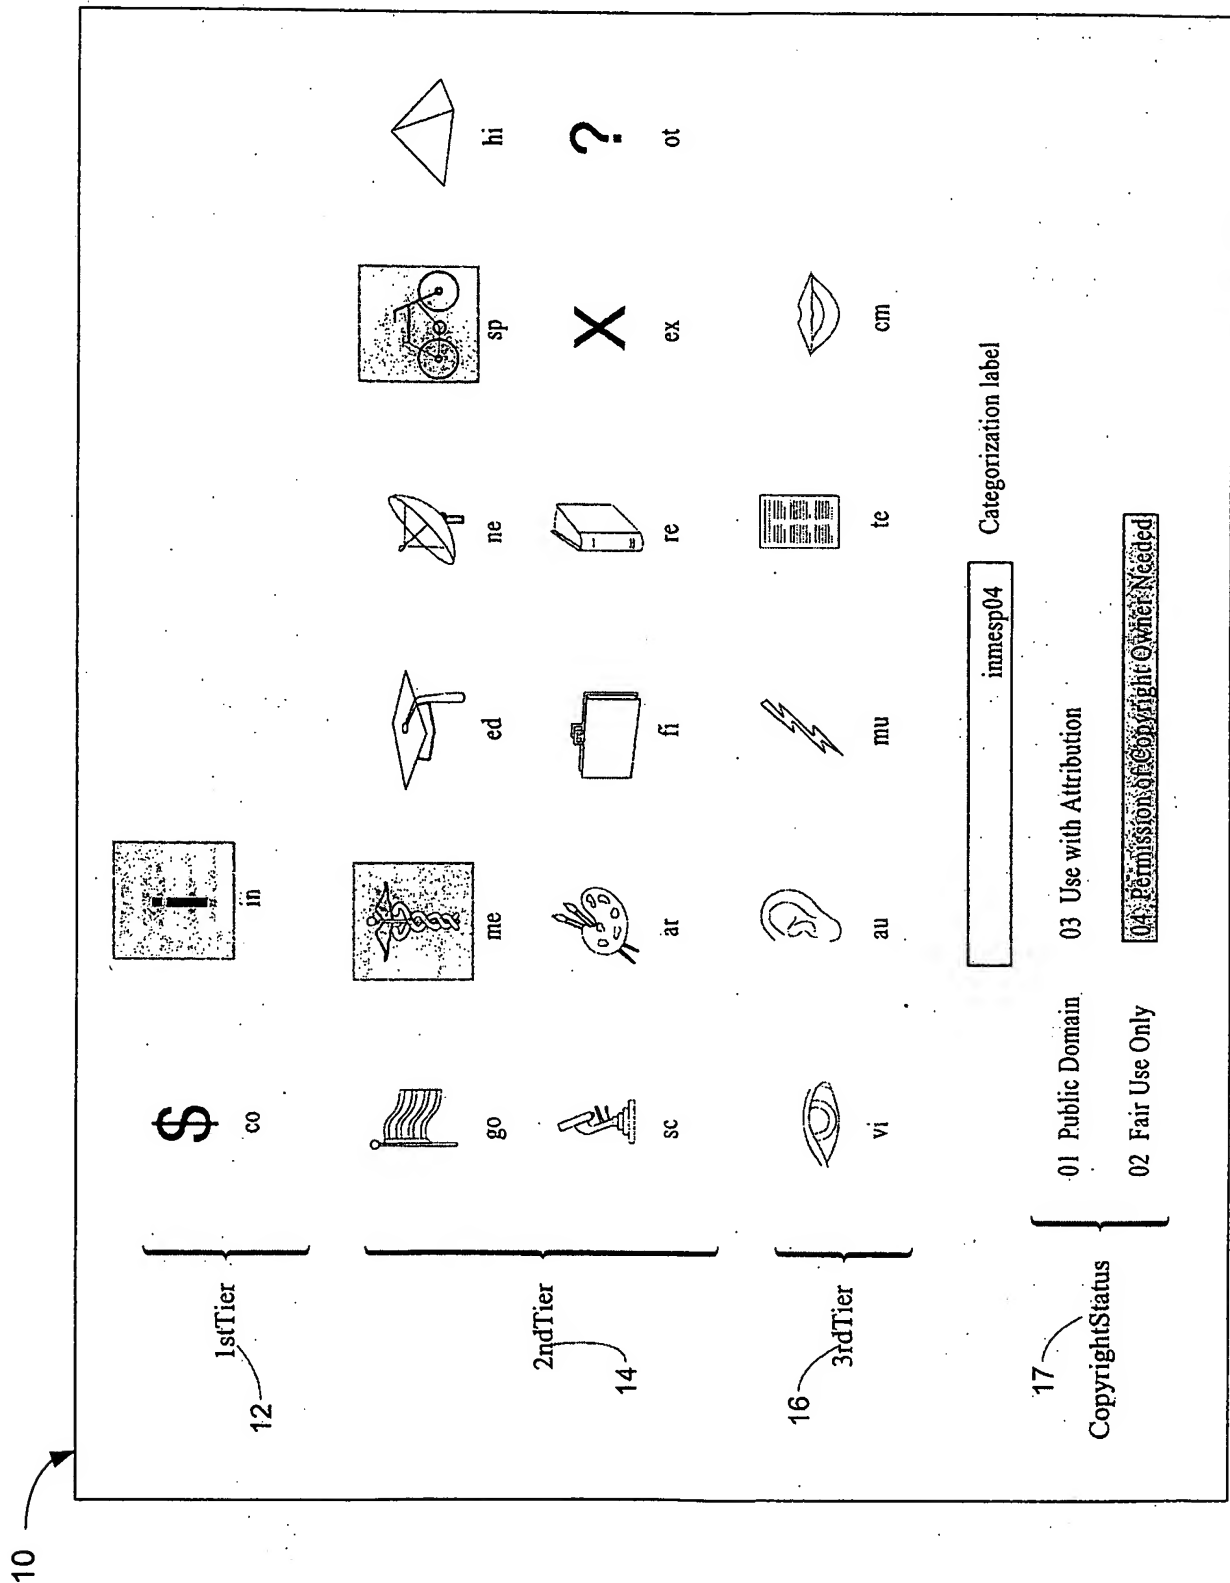 10
1stTier
12
$
co
in
2ndTier
14
go me ed ne sp hi
X ?
sc ar fi re ex ot
3rdTier
16
vi au mu te cm
inmesp04 Categorization label
CopyrightStatus
17
01 Public Domain 03 Use with Attribution
02 Fair Use Only 04 Permission of Copyright Owner Needed